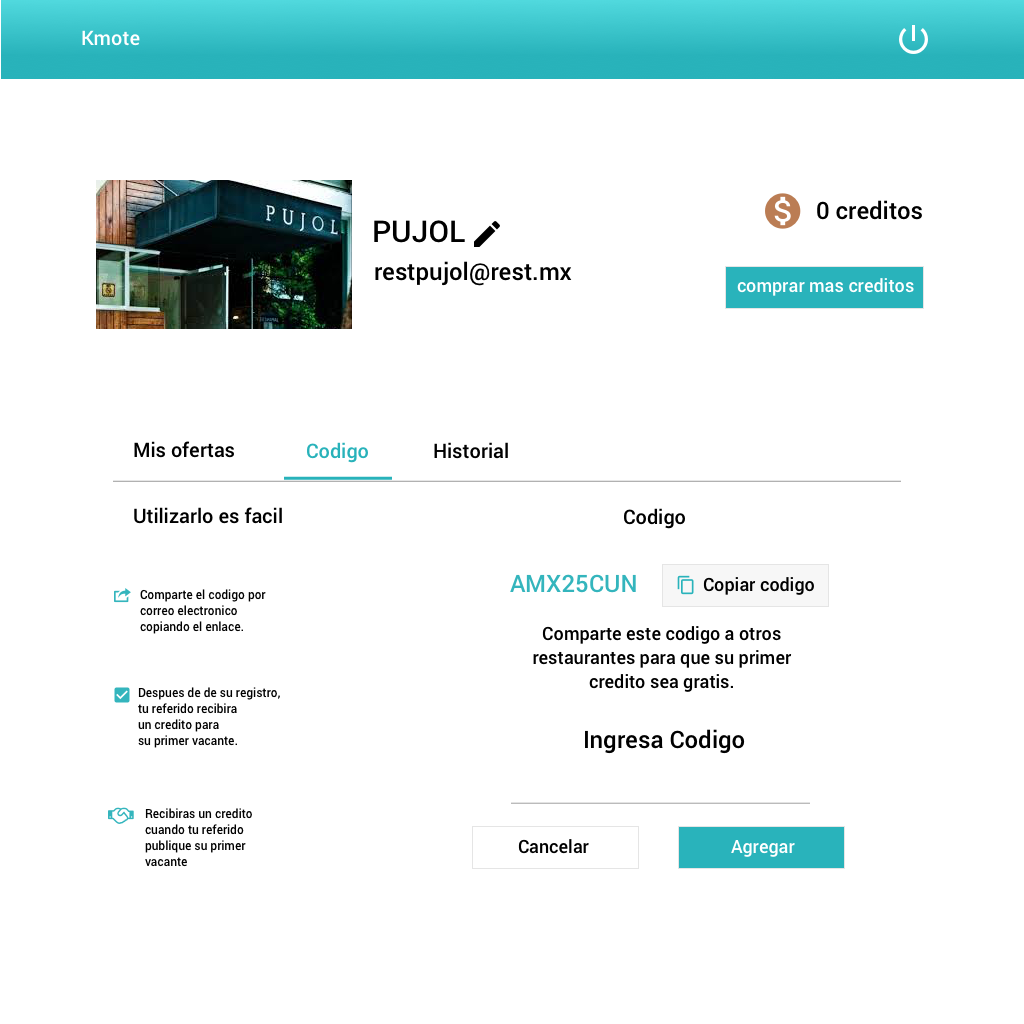 Kmote
PUJOL
PUJOL
restpujol@rest.mx
0 creditos
comprar mas creditos
Mis ofertas
Codigo
Historial
Utilizarlo es facil
Comparte el codigo por
correo electronico
copiando el enlace.
Despues de de su registro,
tu referido recibira
un credito para
su primer vacante.
Recibiras un credito
cuando tu referido
publique su primer
vacante
Codigo
AMX25CUN
Copiar codigo
Comparte este codigo a otros
restaurantes para que su primer
credito sea gratis.
Ingresa Codigo
Cancelar
Agregar